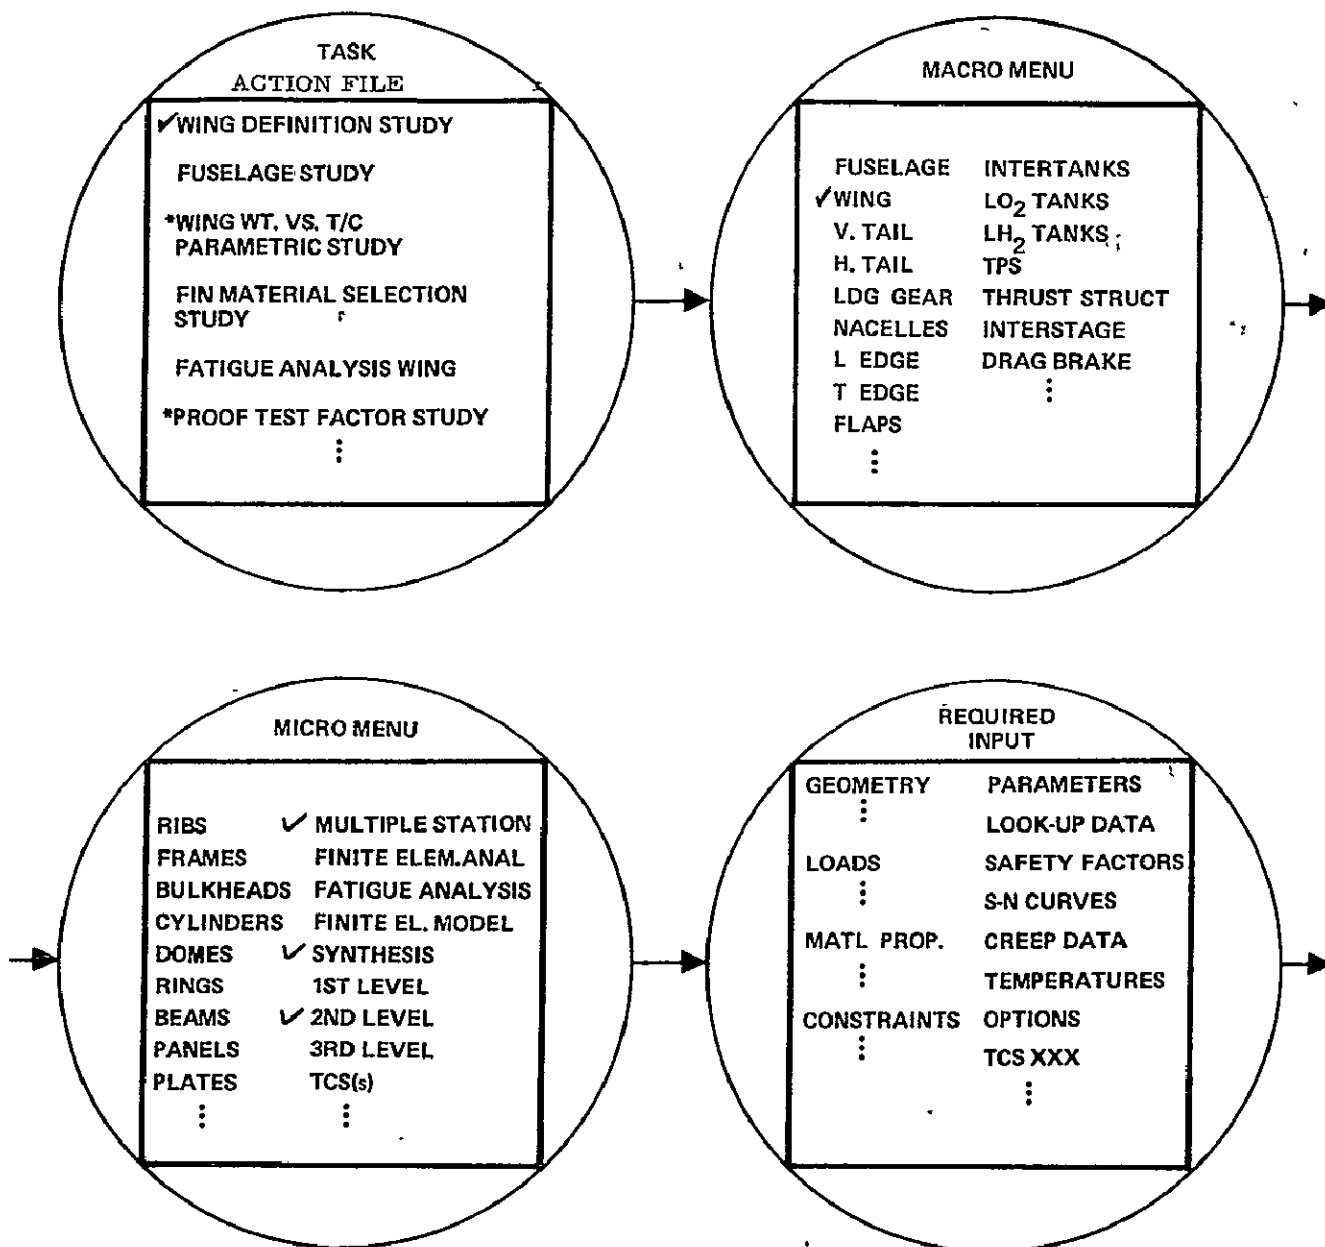 TASK
ACTION FILE
✓WING DEFINITION STUDY
FUSELAGE STUDY
*WING WT. VS. T/C
PARAMETRIC STUDY
FIN MATERIAL SELECTION
STUDY
FATIGUE ANALYSIS WING
*PROOF TEST FACTOR STUDY
⋮
MACRO MENU
FUSELAGE
✓WING
V. TAIL
H. TAIL
LDG GEAR
NACELLES
L EDGE
T EDGE
FLAPS
⋮
INTERTANKS
LO2 TANKS
LH2 TANKS
TPS
THRUST STRUCT
INTERSTAGE
DRAG BRAKE
⋮
MICRO MENU
RIBS
FRAMES
BULKHEADS
CYLINDERS
DOMES
RINGS
BEAMS
PANELS
PLATES
⋮
✓ MULTIPLE STATION
FINITE ELEM.ANAL
FATIGUE ANALYSIS
FINITE EL. MODEL
✓ SYNTHESIS
1ST LEVEL
✓ 2ND LEVEL
3RD LEVEL
TCS(s)
⋮
REQUIRED
INPUT
GEOMETRY
⋮
LOADS
⋮
MATL PROP.
⋮
CONSTRAINTS
⋮
PARAMETERS
LOOK-UP DATA
SAFETY FACTORS
S-N CURVES
CREEP DATA
TEMPERATURES
OPTIONS
TCS XXX
⋮